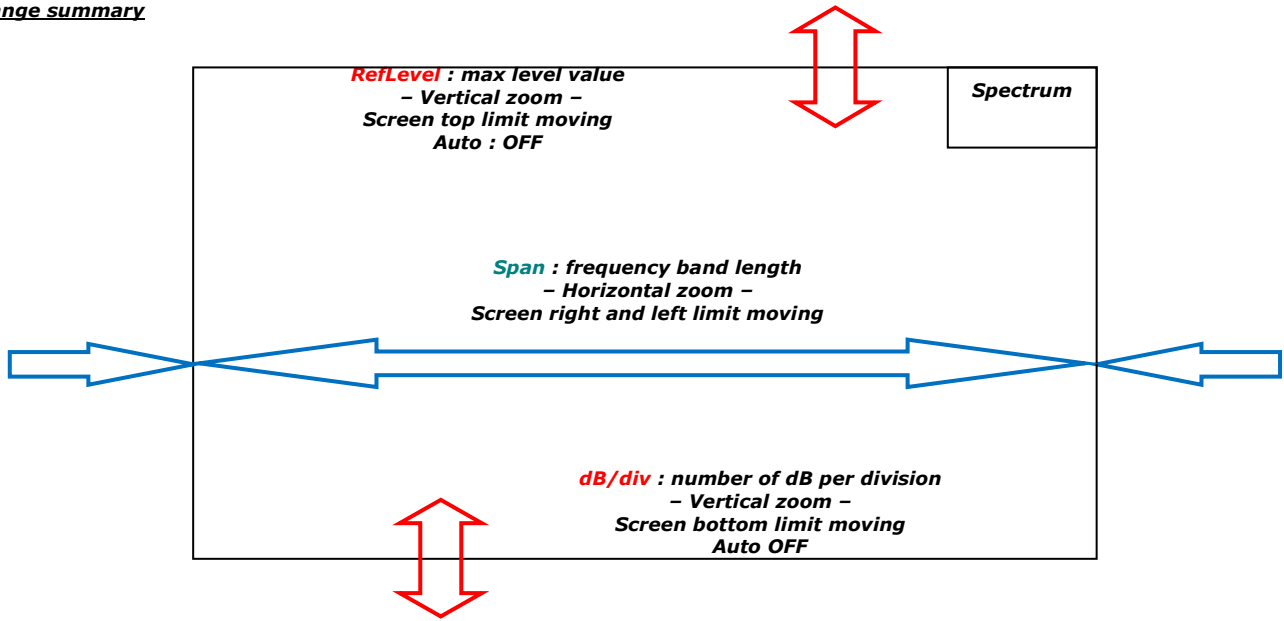 nge summary
RefLevel : max level value
– Vertical zoom –
Screen top limit moving
Auto : OFF
Spectrum
Span : frequency band length
– Horizontal zoom –
Screen right and left limit moving
dB/div : number of dB per division
– Vertical zoom –
Screen bottom limit moving
Auto OFF